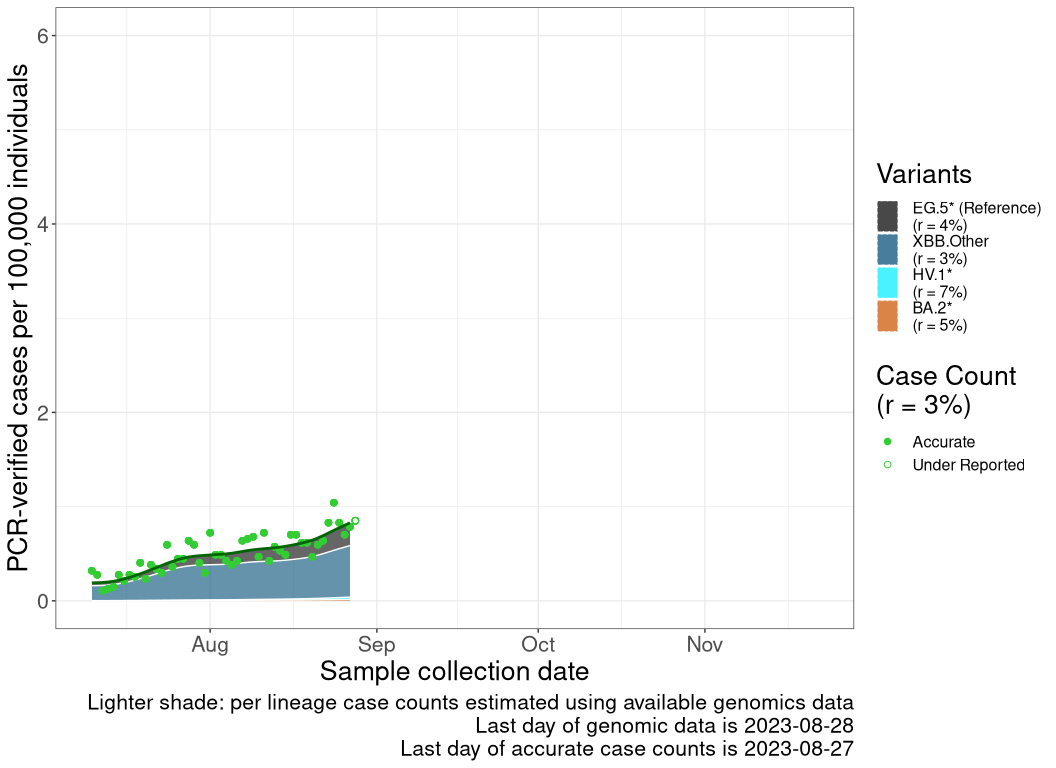 PCR-verified cases per 100,000 individuals
6
4
2
0
Aug
Sep
Oct
Nov
Sample collection date
Lighter shade: per lineage case counts estimated using available genomics data
Last day of genomic data is 2023-08-28
Last day of accurate case counts is 2023-08-27
Variants
EG.5* (Reference)
(r = 4%)
XBB.Other
(r = 3%)
HV.1*
(r = 7%)
BA.2*
(r = 5%)
Case Count
(r = 3%)
Accurate
Under Reported